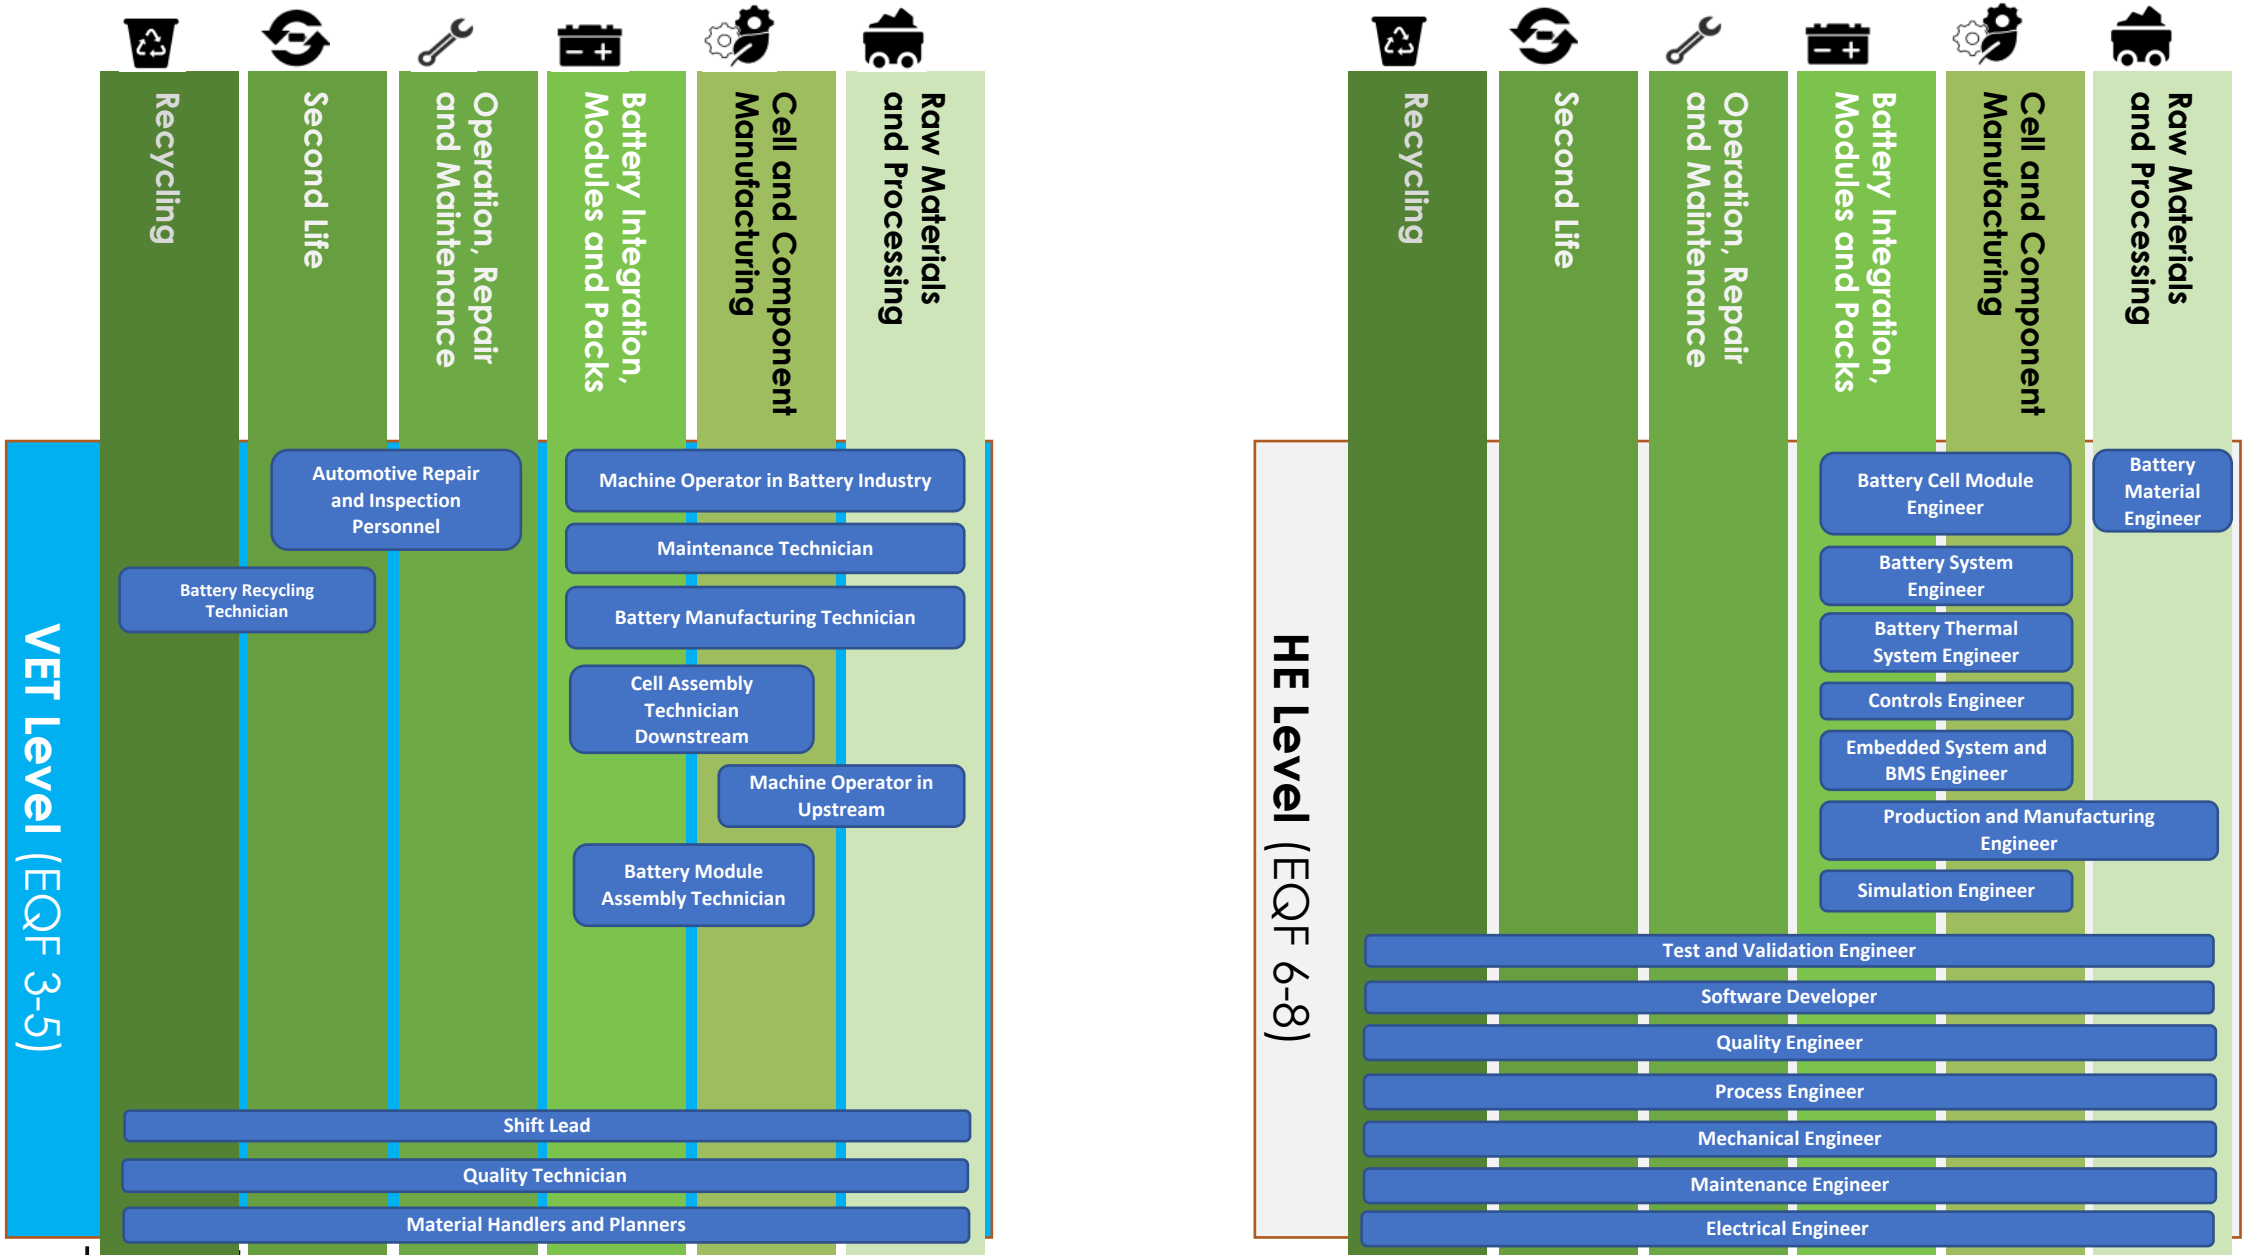 Recycling
Second Life
Operation, Repair
and Maintenance
Battery Integration,
Modules and Packs
Cell and Component
Manufacturing
Raw Materials
and Processing
VET Level (EQF 3-5)
Automotive Repair
and Inspection
Personnel
Machine Operator in Battery Industry
Maintenance Technician
Battery Recycling
Technician
Battery Manufacturing Technician
Cell Assembly
Technician
Downstream
Machine Operator in
Upstream
Battery Module
Assembly Technician
Shift Lead
Quality Technician
Material Handlers and Planners
Recycling
Second Life
Operation, Repair
and Maintenance
Battery Integration,
Modules and Packs
Cell and Component
Manufacturing
Raw Materials
and Processing
HE Level (EQF 6-8)
Battery Cell Module
Engineer
Battery
Material
Engineer
Battery System
Engineer
Battery Thermal
System Engineer
Controls Engineer
Embedded System and
BMS Engineer
Production and Manufacturing
Engineer
Simulation Engineer
Test and Validation Engineer
Software Developer
Quality Engineer
Process Engineer
Mechanical Engineer
Maintenance Engineer
Electrical Engineer